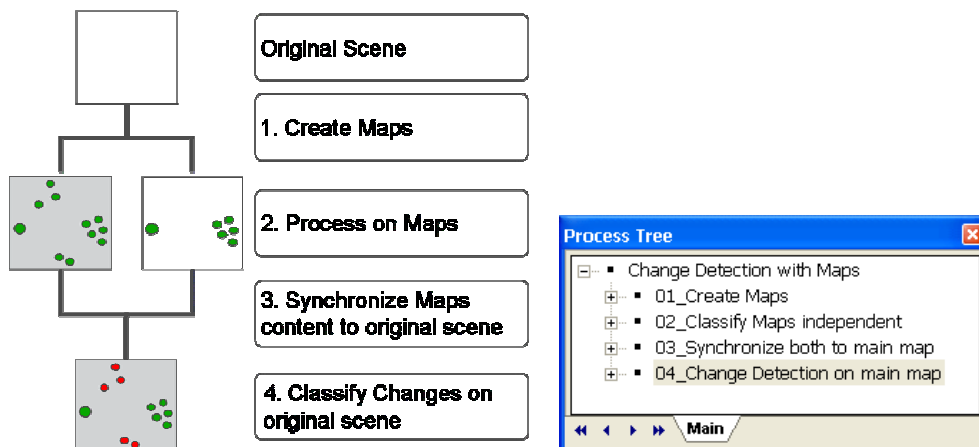 Original Scene
1. Create Maps
2. Process on Maps
3. Synchronize Maps
content to original scene
4. Classify Changes on
original scene
Process Tree
Change Detection with Maps
01_Create Maps
02_Classify Maps independent
03_Synchronize both to main map
04_Change Detection on main map
Main